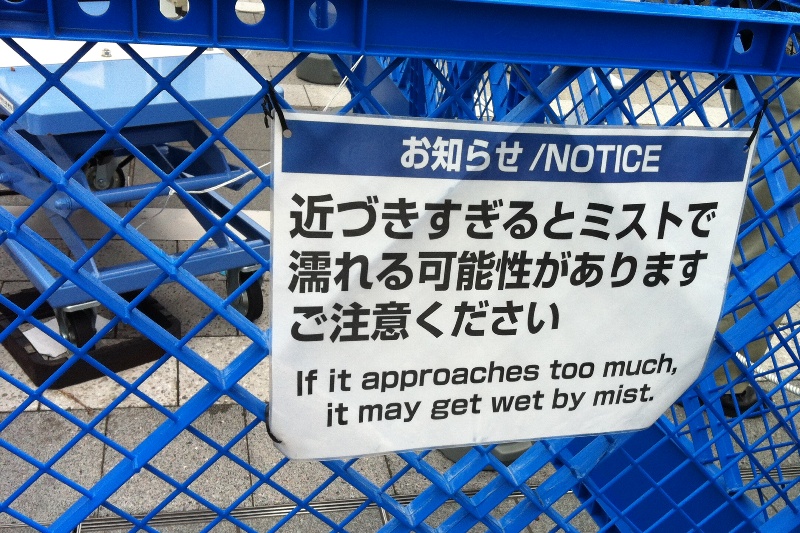 お知らせ/NOTICE
近づきすぎるとミストで
濡れる可能性があります
ご注意ください
If it approaches too much,
it may get wet by mist.